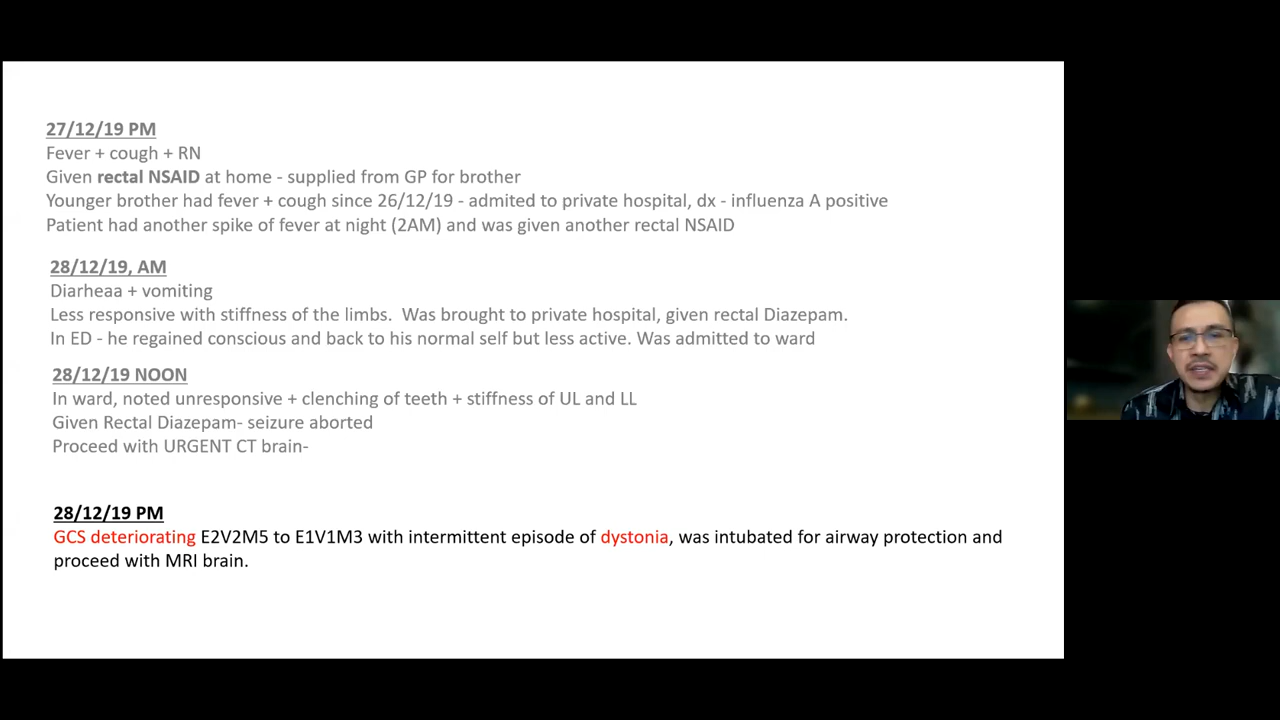 27/12/19 PM
Fever + cough + RN
Given rectal NSAID at home - supplied from GP for brother
Younger brother had fever + cough since 26/12/19 - admited to private hospital, dx - influenza A positive
Patient had another spike of fever at night (2AM) and was given another rectal NSAID
28/12/19, AM
Diarheaa + vomiting
Less responsive with stiffness of the limbs.  Was brought to private hospital, given rectal Diazepam.
In ED - he regained conscious and back to his normal self but less active. Was admitted to ward
28/12/19 NOON
In ward, noted unresponsive + clenching of teeth + stiffness of UL and LL
Given Rectal Diazepam- seizure aborted
Proceed with URGENT CT brain-
28/12/19 PM
GCS deteriorating E2V2M5 to E1V1M3 with intermittent episode of dystonia, was intubated for airway protection and
proceed with MRI brain.